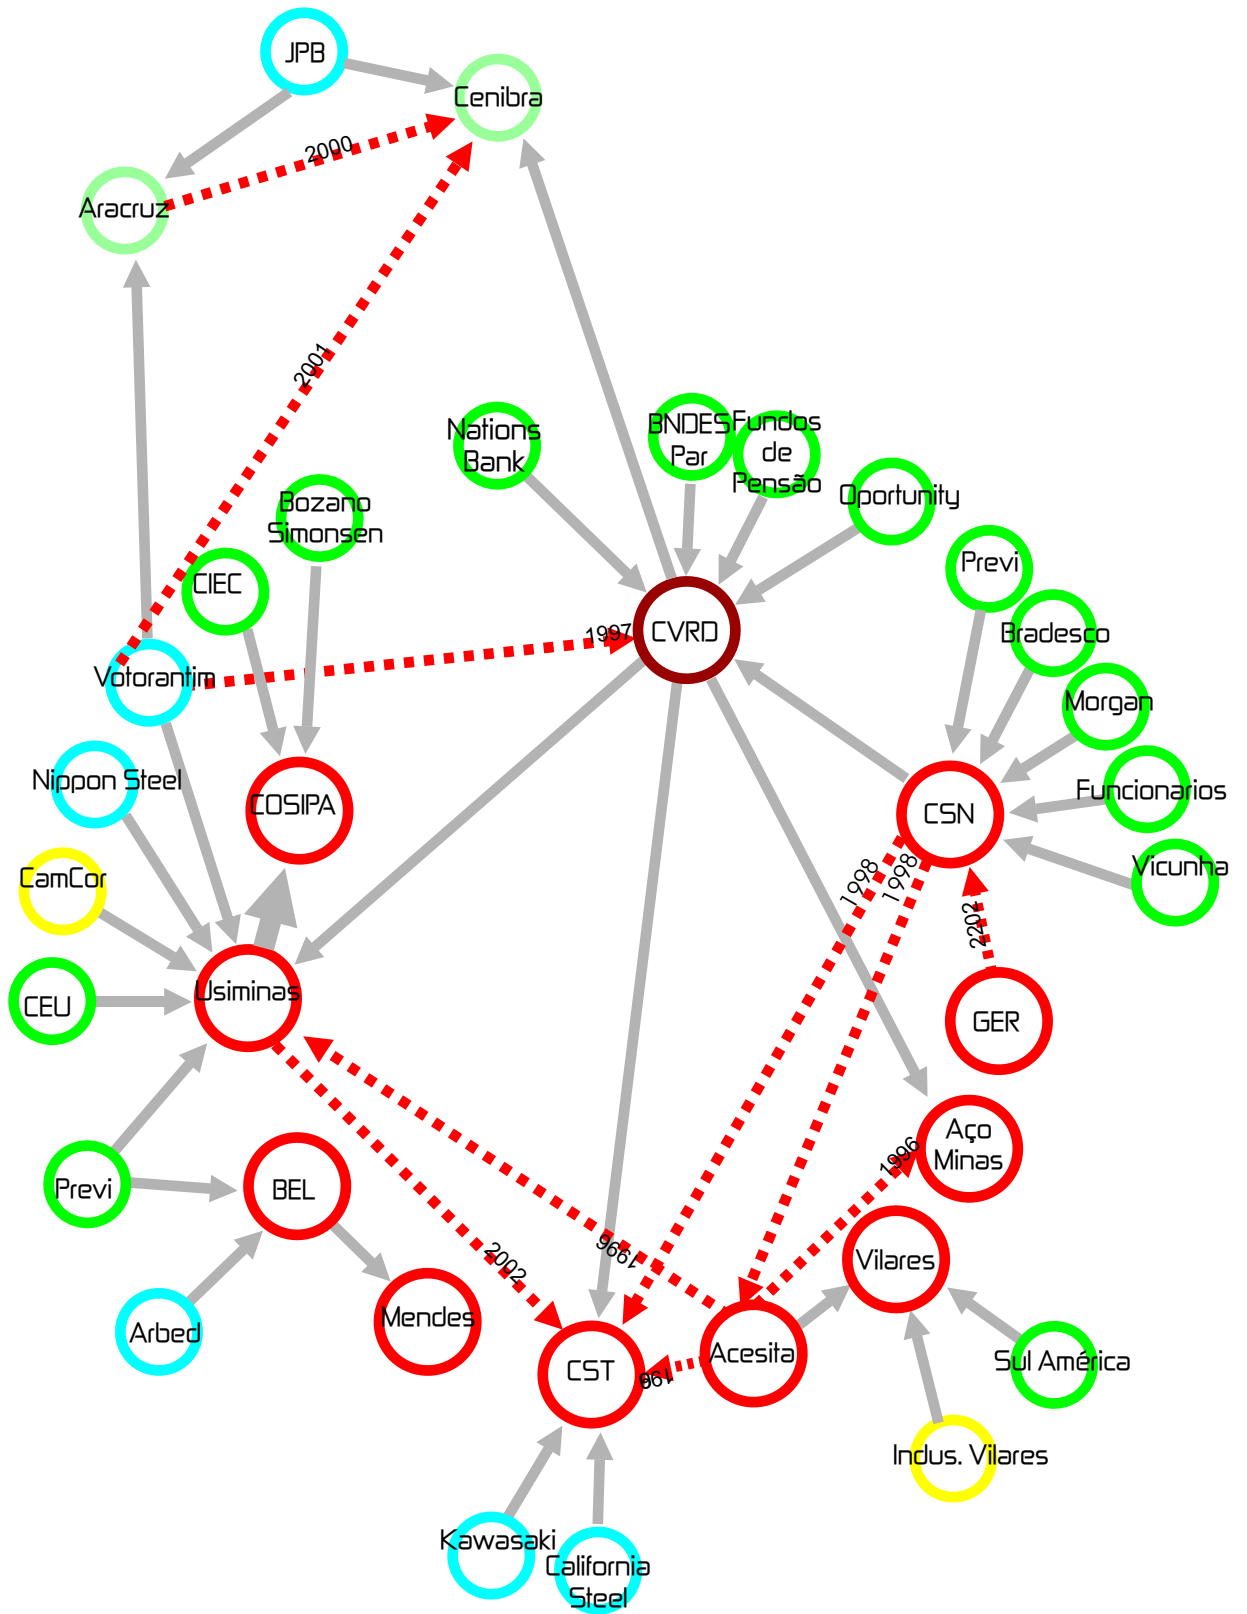 JPB
Cenibra
2000
Aracruz
2001
Nations
Bank
BNDES
Par
Fundos
de
Pensão
Oportunity
Bozano
Simonsen
CIEC
Previ
Bradesco
1997
CVRD
Votorantim
Morgan
Nippon Steel
COSIPA
Funcionarios
CSN
Vicunha
1998
1998
CamCor
2202
Usiminas
CEU
GER
Aço
Minas
1996
Previ
BEL
1996
2002
Vilares
Mendes
Arbed
CST
Acesita
Sul América
199
Indus. Vilares
Kawasaki
California
Steel